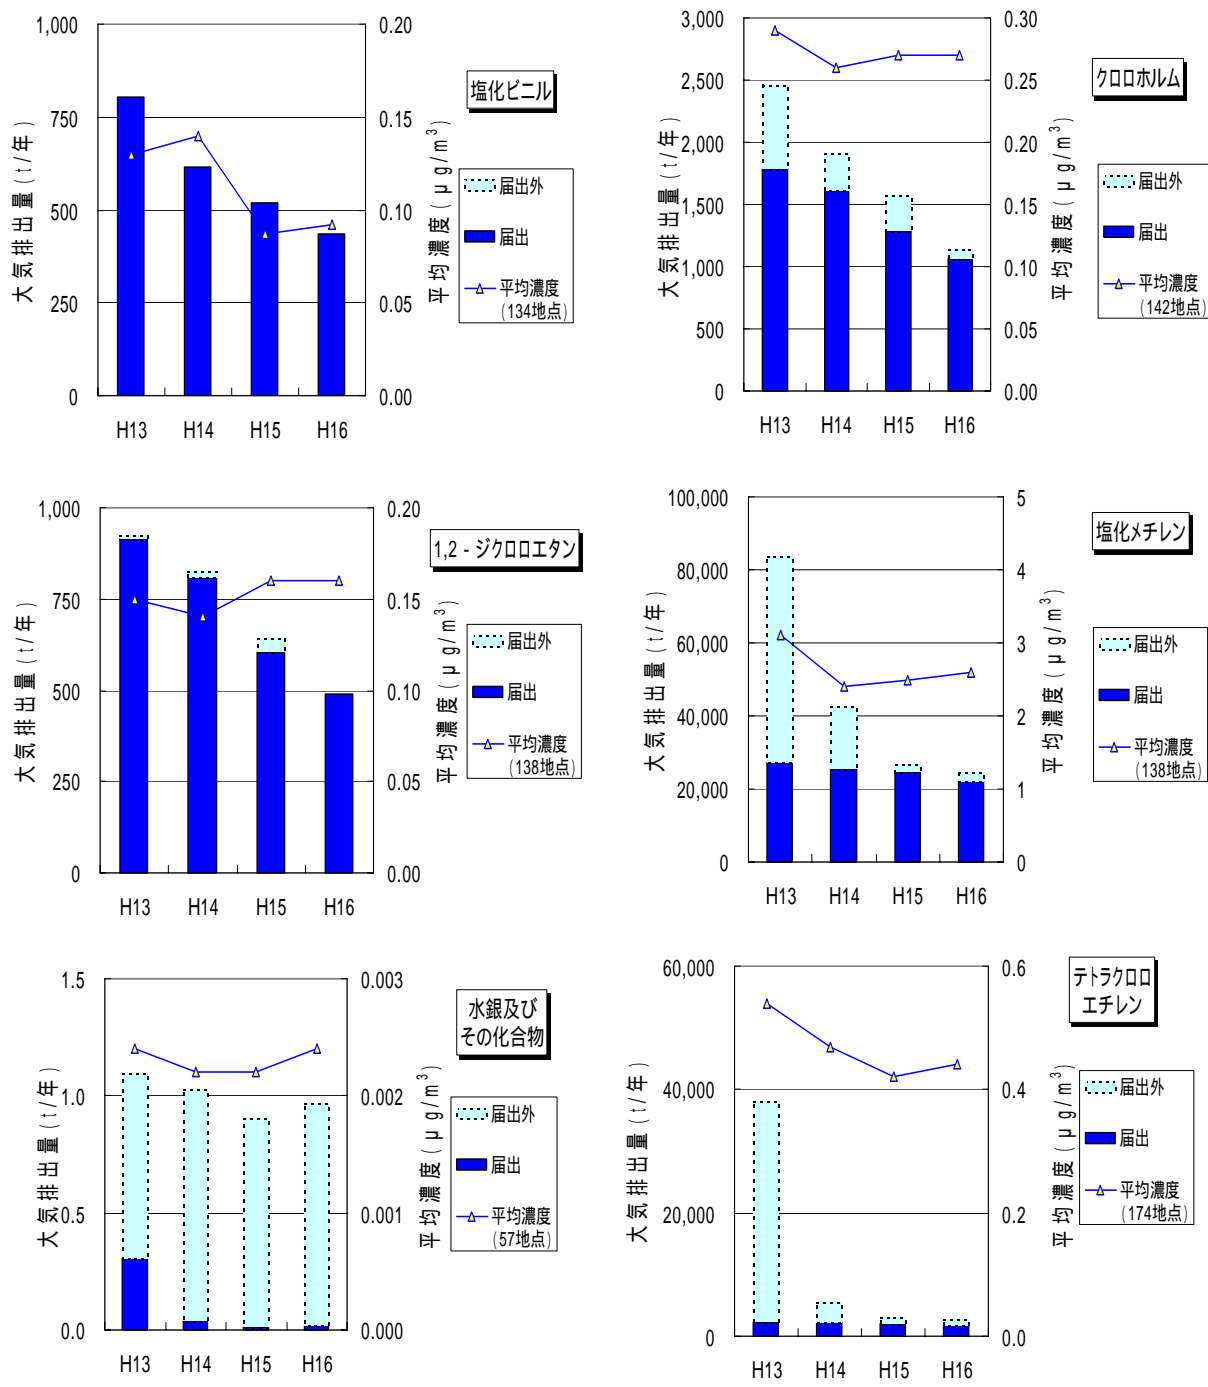 塩化ビニル
大気排出量(t/年)
1,000
750
500
250
0
平均濃度(μg/m³)
0.20
0.15
0.10
0.05
0.00
H13 H14 H15 H16
届出外
届出
平均濃度
(134地点)
クロロホルム
大気排出量(t/年)
3,000
2,500
2,000
1,500
1,000
500
0
平均濃度(μg/m³)
0.30
0.25
0.20
0.15
0.10
0.05
0.00
H13 H14 H15 H16
届出外
届出
平均濃度
(142地点)
1,2-ジクロロエタン
大気排出量(t/年)
1,000
750
500
250
0
平均濃度(μg/m³)
0.20
0.15
0.10
0.05
0.00
H13 H14 H15 H16
届出外
届出
平均濃度
(138地点)
塩化メチレン
大気排出量(t/年)
100,000
80,000
60,000
40,000
20,000
0
平均濃度(μg/m³)
5
4
3
2
1
0
H13 H14 H15 H16
届出外
届出
平均濃度
(138地点)
水銀及び
その化合物
大気排出量(t/年)
1.5
1.0
0.5
0.0
平均濃度(μg/m³)
0.003
0.002
0.001
0.000
H13 H14 H15 H16
届出外
届出
平均濃度
(57地点)
テトラクロロ
エチレン
大気排出量(t/年)
60,000
40,000
20,000
0
平均濃度(μg/m³)
0.6
0.4
0.2
0.0
H13 H14 H15 H16
届出外
届出
平均濃度
(174地点)